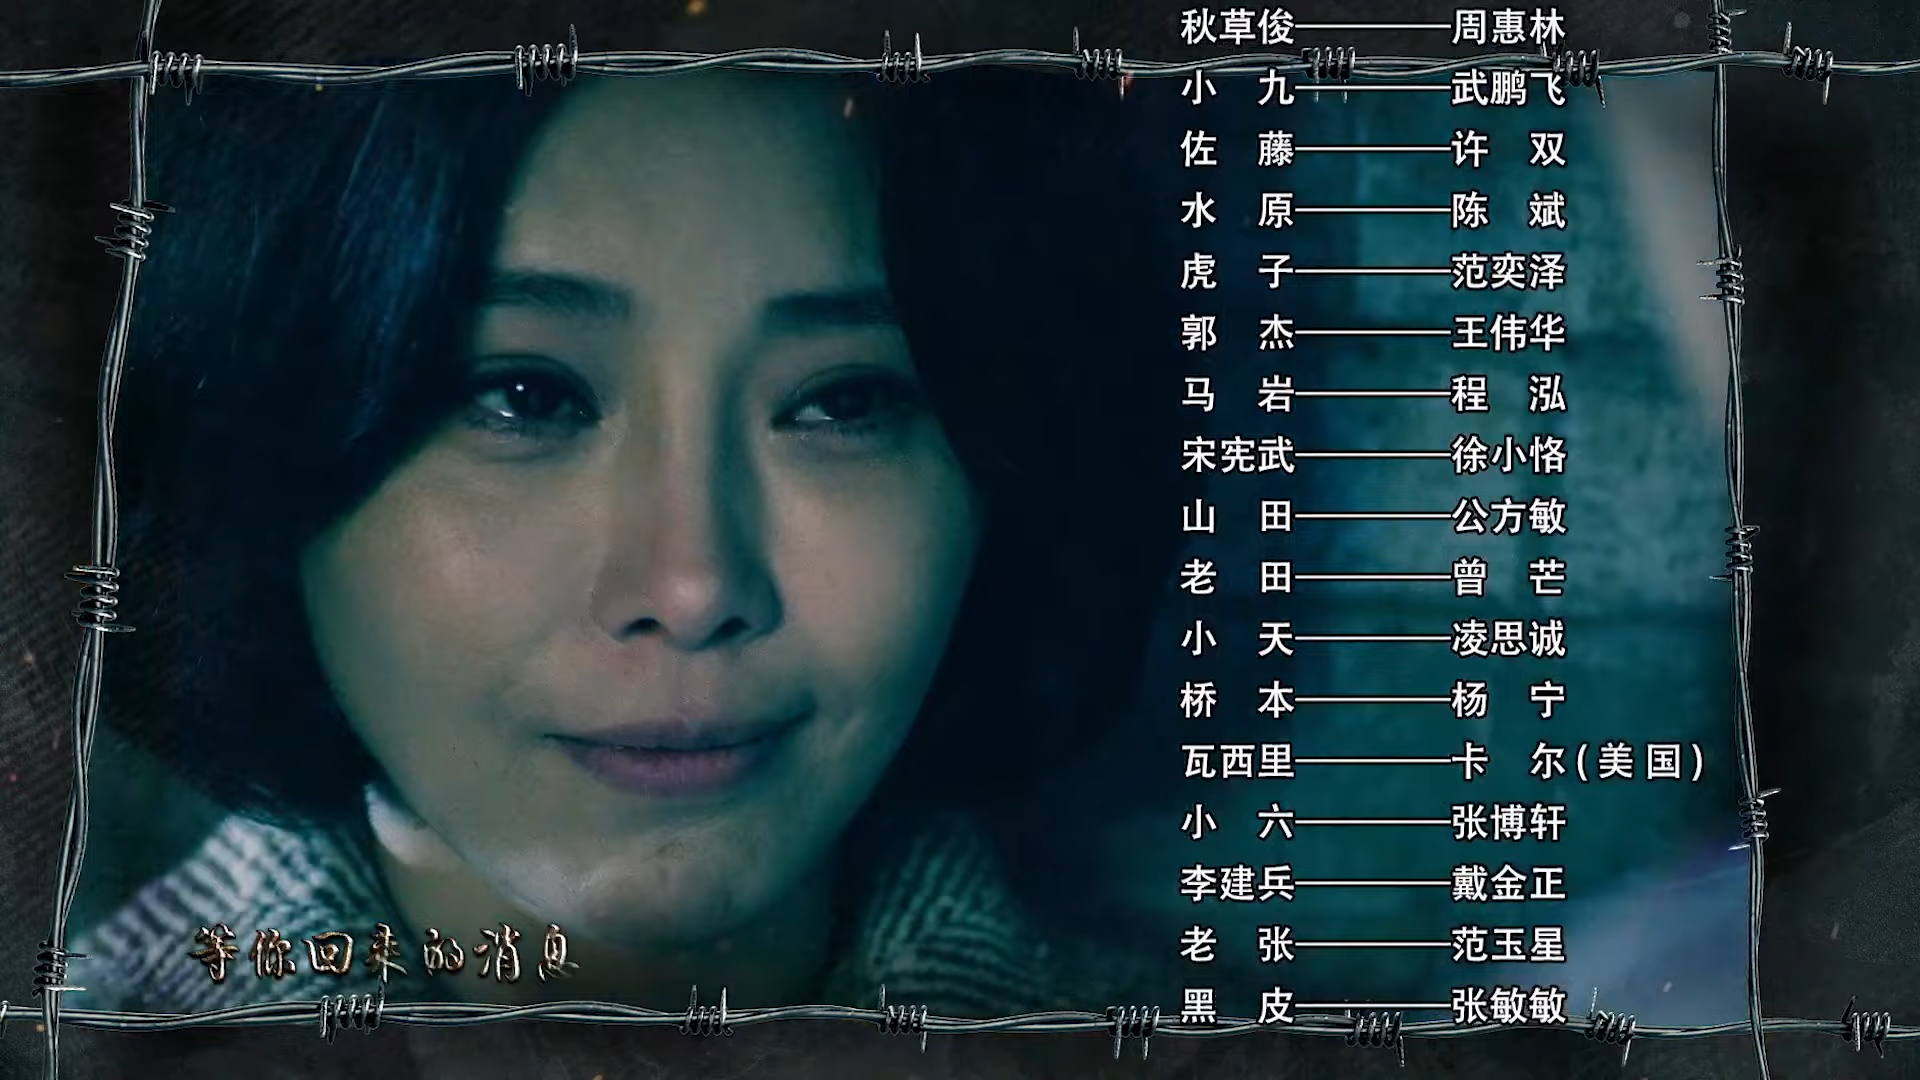 秋草俊——周惠林
小九——武鹏飞
佐藤——许双
水原——陈斌
虎子——范奕泽
郭杰——王伟华
马岩——程泓
宋宪武——徐小恪
山田——公方敏
老田——曾芒
小天——凌思诚
桥本——杨宁
瓦西里——卡尔(美国)
小六——张博轩
李建兵——戴金正
老张——范玉星
黑皮——张敏敏
等你回来的消息